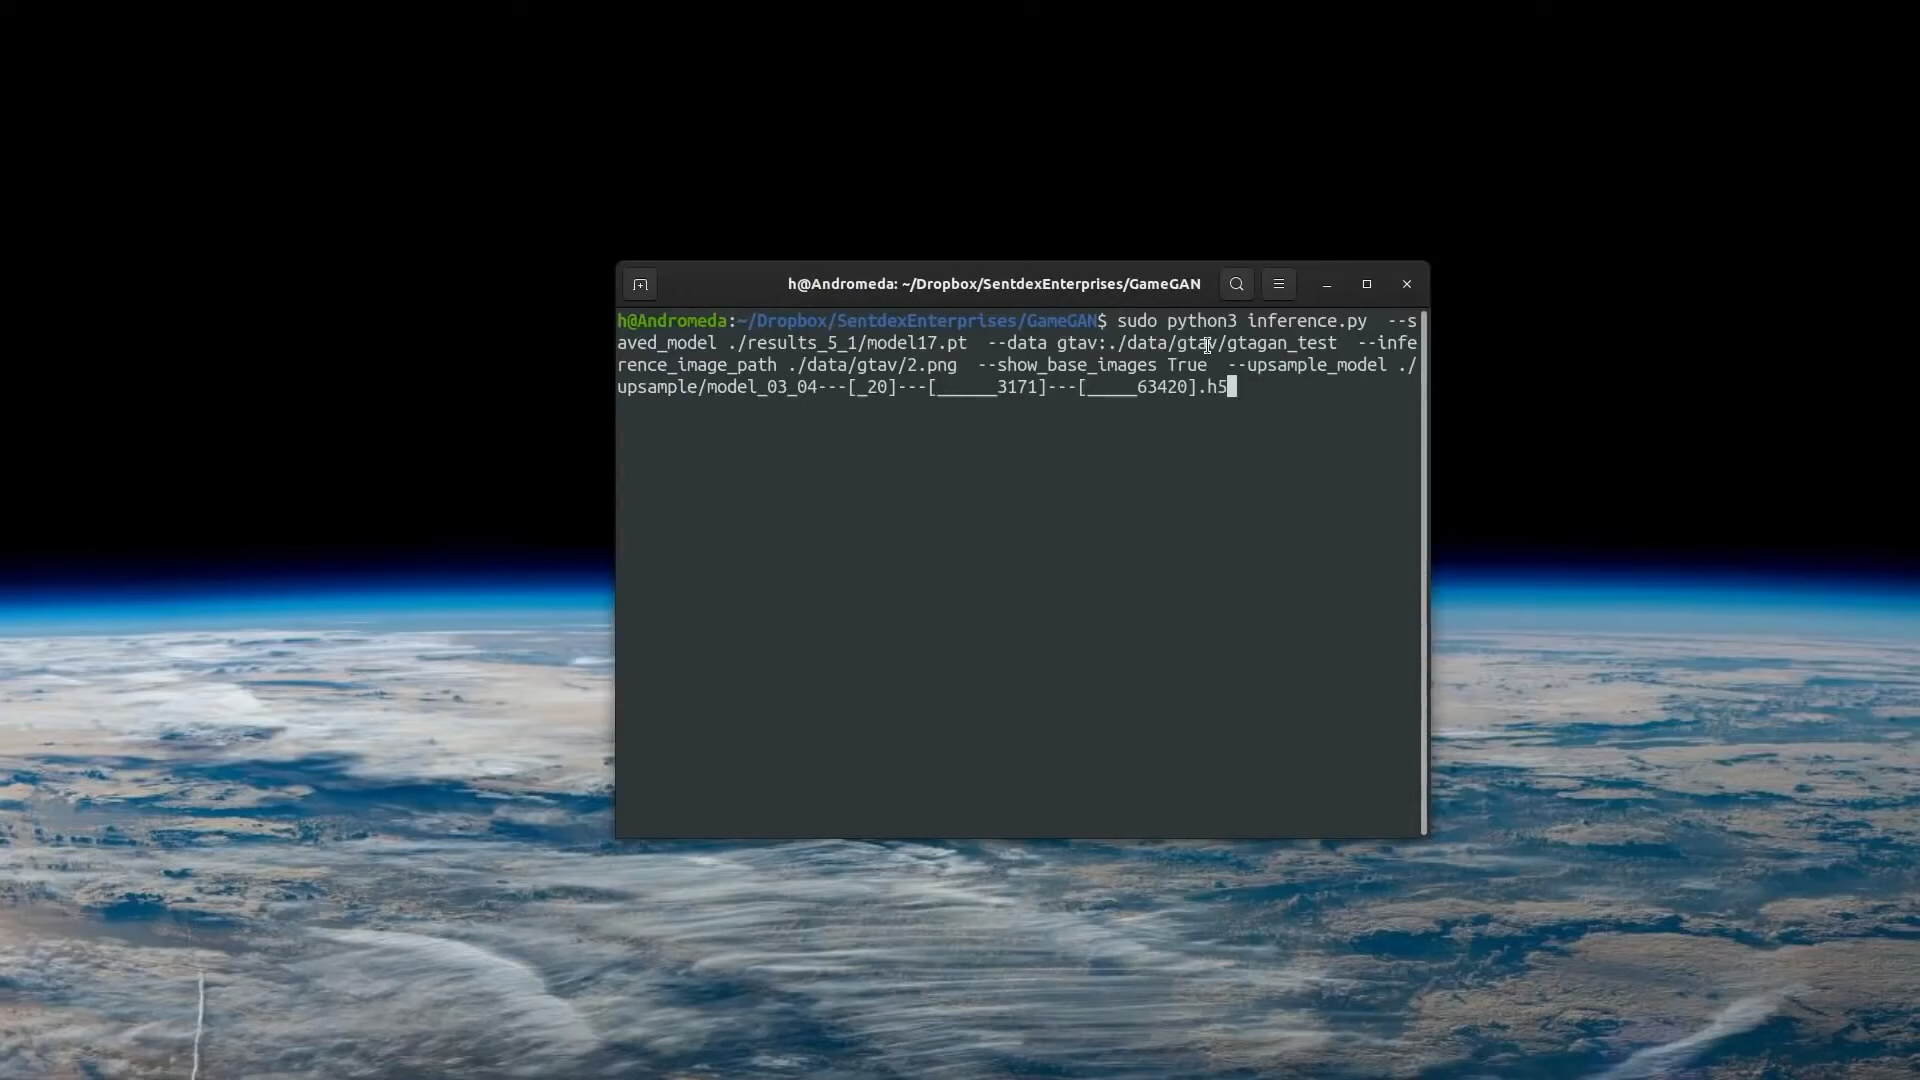 h@Andromeda: ~/Dropbox/SentdexEnterprises/GameGAN
h@Andromeda:~/Dropbox/SentdexEnterprises/GameGAN$ sudo python3 inference.py  --s
aved_model ./results_5_1/model17.pt  --data gtav:./data/gtav/gtagan_test  --infe
rence_image_path ./data/gtav/2.png  --show_base_images True  --upsample_model ./
upsample/model_03_04---[_20]---[______3171]---[_____63420].h5